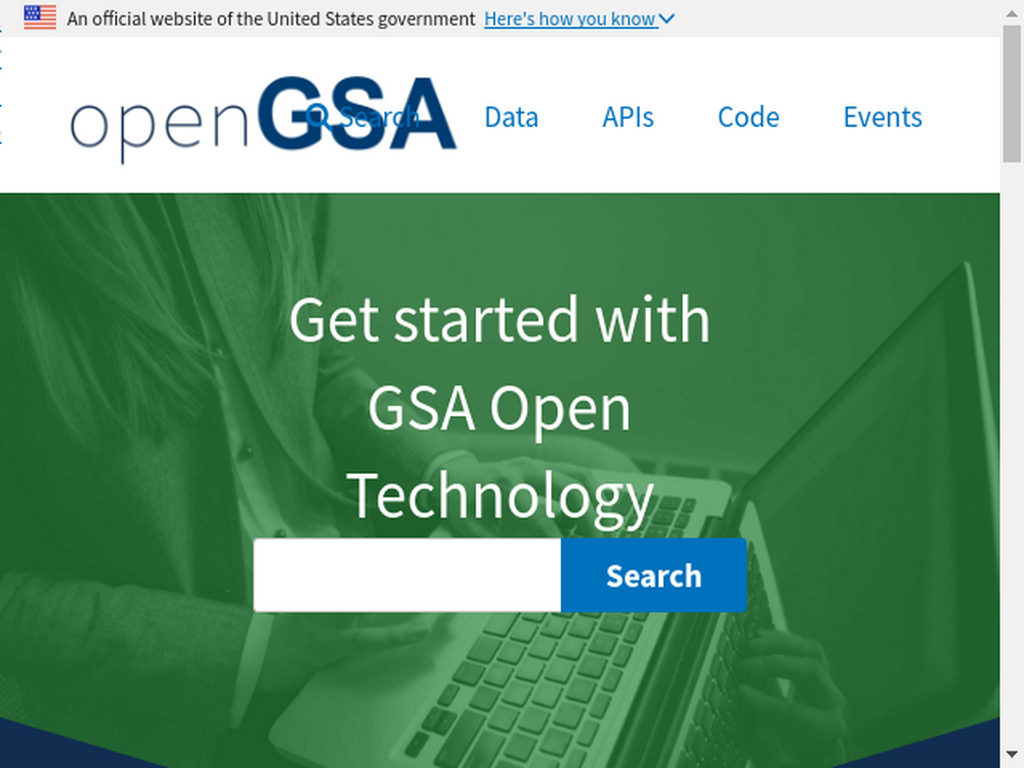 An official website of the United States government Here's how you know
openGSA Search Data APIs Code Events
Get started with
GSA Open
Technology
Search